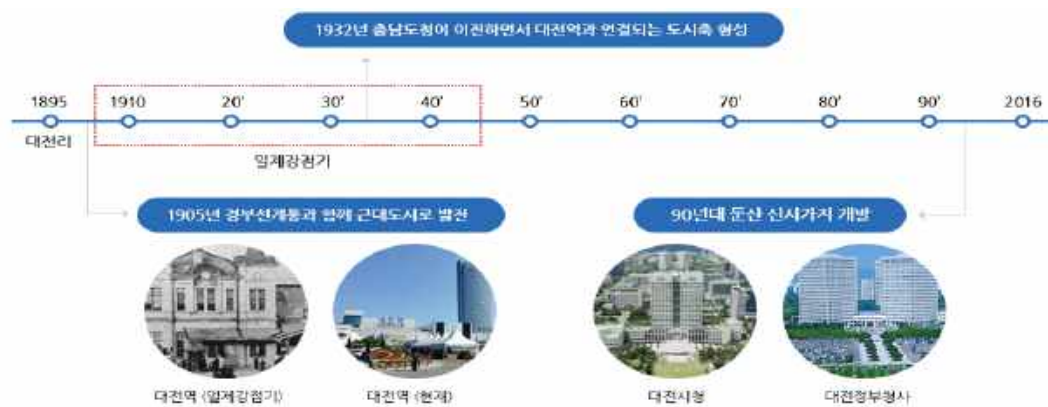 1932년 충남도청이 이전하면서 대전역과 연결되는 도시축 형성
1895 1910 20' 30' 40' 50' 60' 70' 80' 90' 2016
대전리
일제강점기
1905년 경부선개통과 함께 근대도시로 발전
90년대 둔산 신시가지 개발
대전역 (일제강점기) 대전역 (현재) 대전시청 대전정부청사